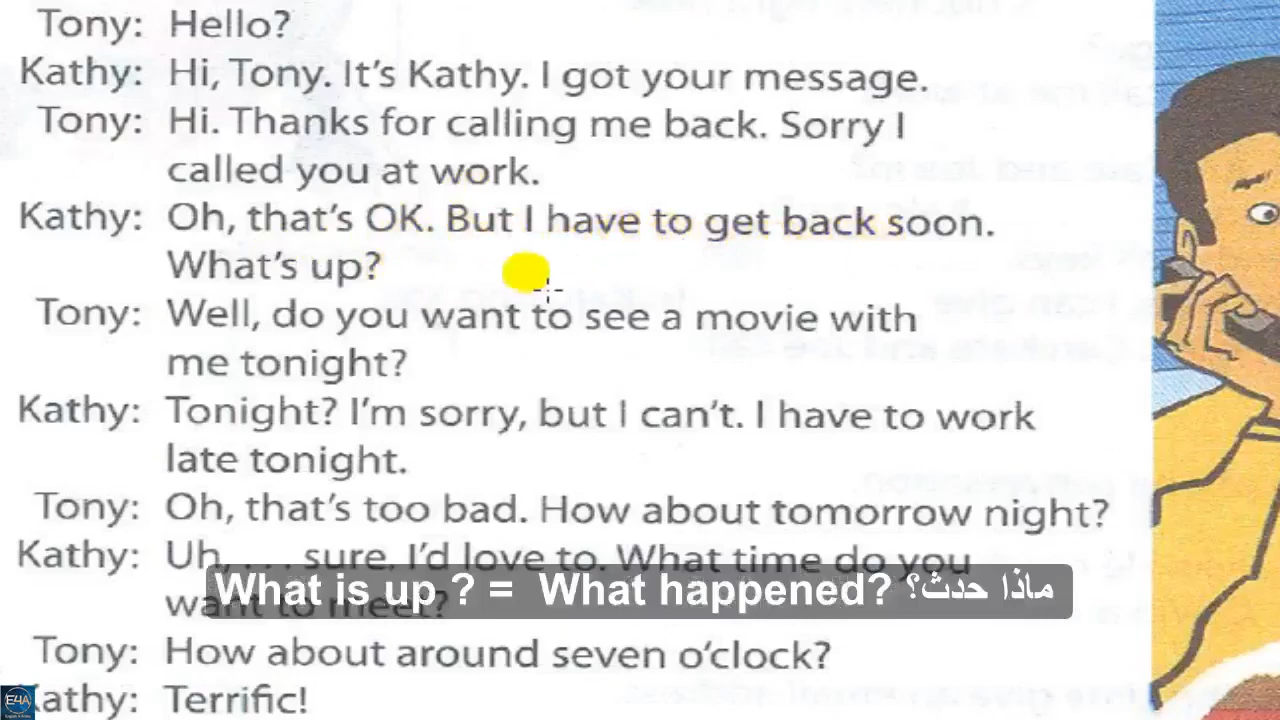 Tony: Hello?
Kathy: Hi, Tony. It's Kathy. I got your message.
Tony: Hi. Thanks for calling me back. Sorry I
called you at work.
Kathy: Oh, that's OK. But I have to get back soon.
What's up?
Tony: Well, do you want to see a movie with
me tonight?
Kathy: Tonight? I'm sorry, but I can't. I have to work
late tonight.
Tony: Oh, that's too bad. How about tomorrow night?
Kathy: Uh, . . . sure. I'd love to. What time do you
What is up ? = What happened? ماذا حدث؟
want to meet?
Tony: How about around seven o'clock?
E4A
Kathy: Terrific!